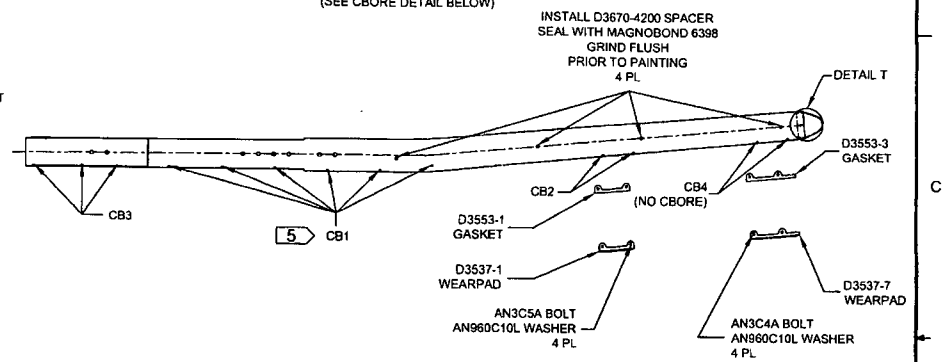 (SEE CBORE DETAIL BELOW)
INSTALL D3670-4200 SPACER
SEAL WITH MAGNOBOND 6398
GRIND FLUSH
PRIOR TO PAINTING
4 PL
DETAIL T
T
D3553-3
GASKET
CB2
CB4
(NO CBORE)
C
CB3
5
CB1
D3553-1
GASKET
D3537-1
WEARPAD
D3537-7
WEARPAD
AN3C5A BOLT
AN960C10L WASHER
4 PL
AN3C4A BOLT
AN960C10L WASHER
4 PL